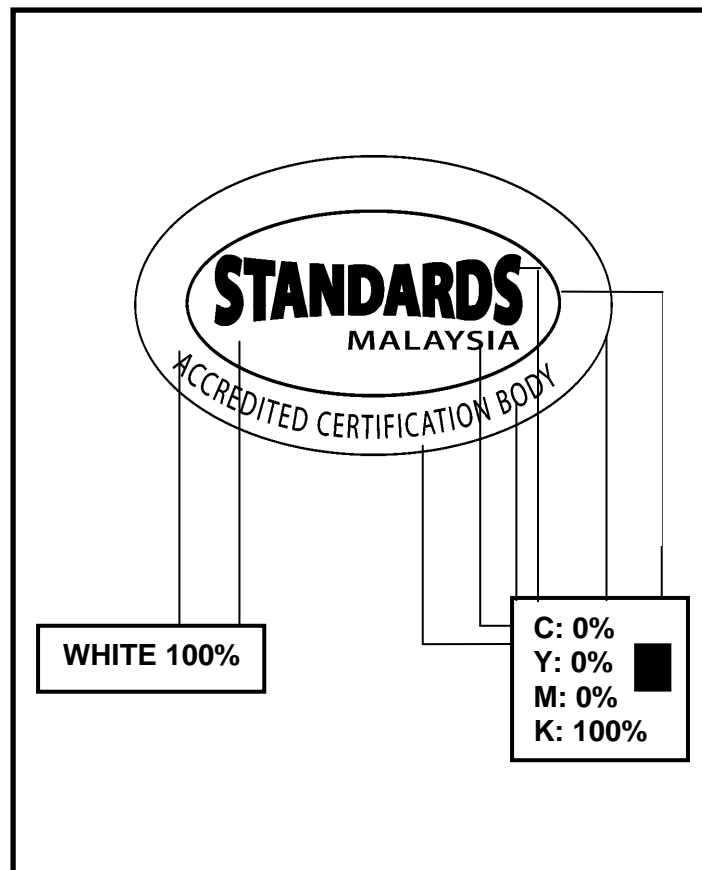 STANDARDS
MALAYSIA
ACCREDITED CERTIFICATION BODY
WHITE 100%
C: 0%
Y: 0%
M: 0%
K: 100%